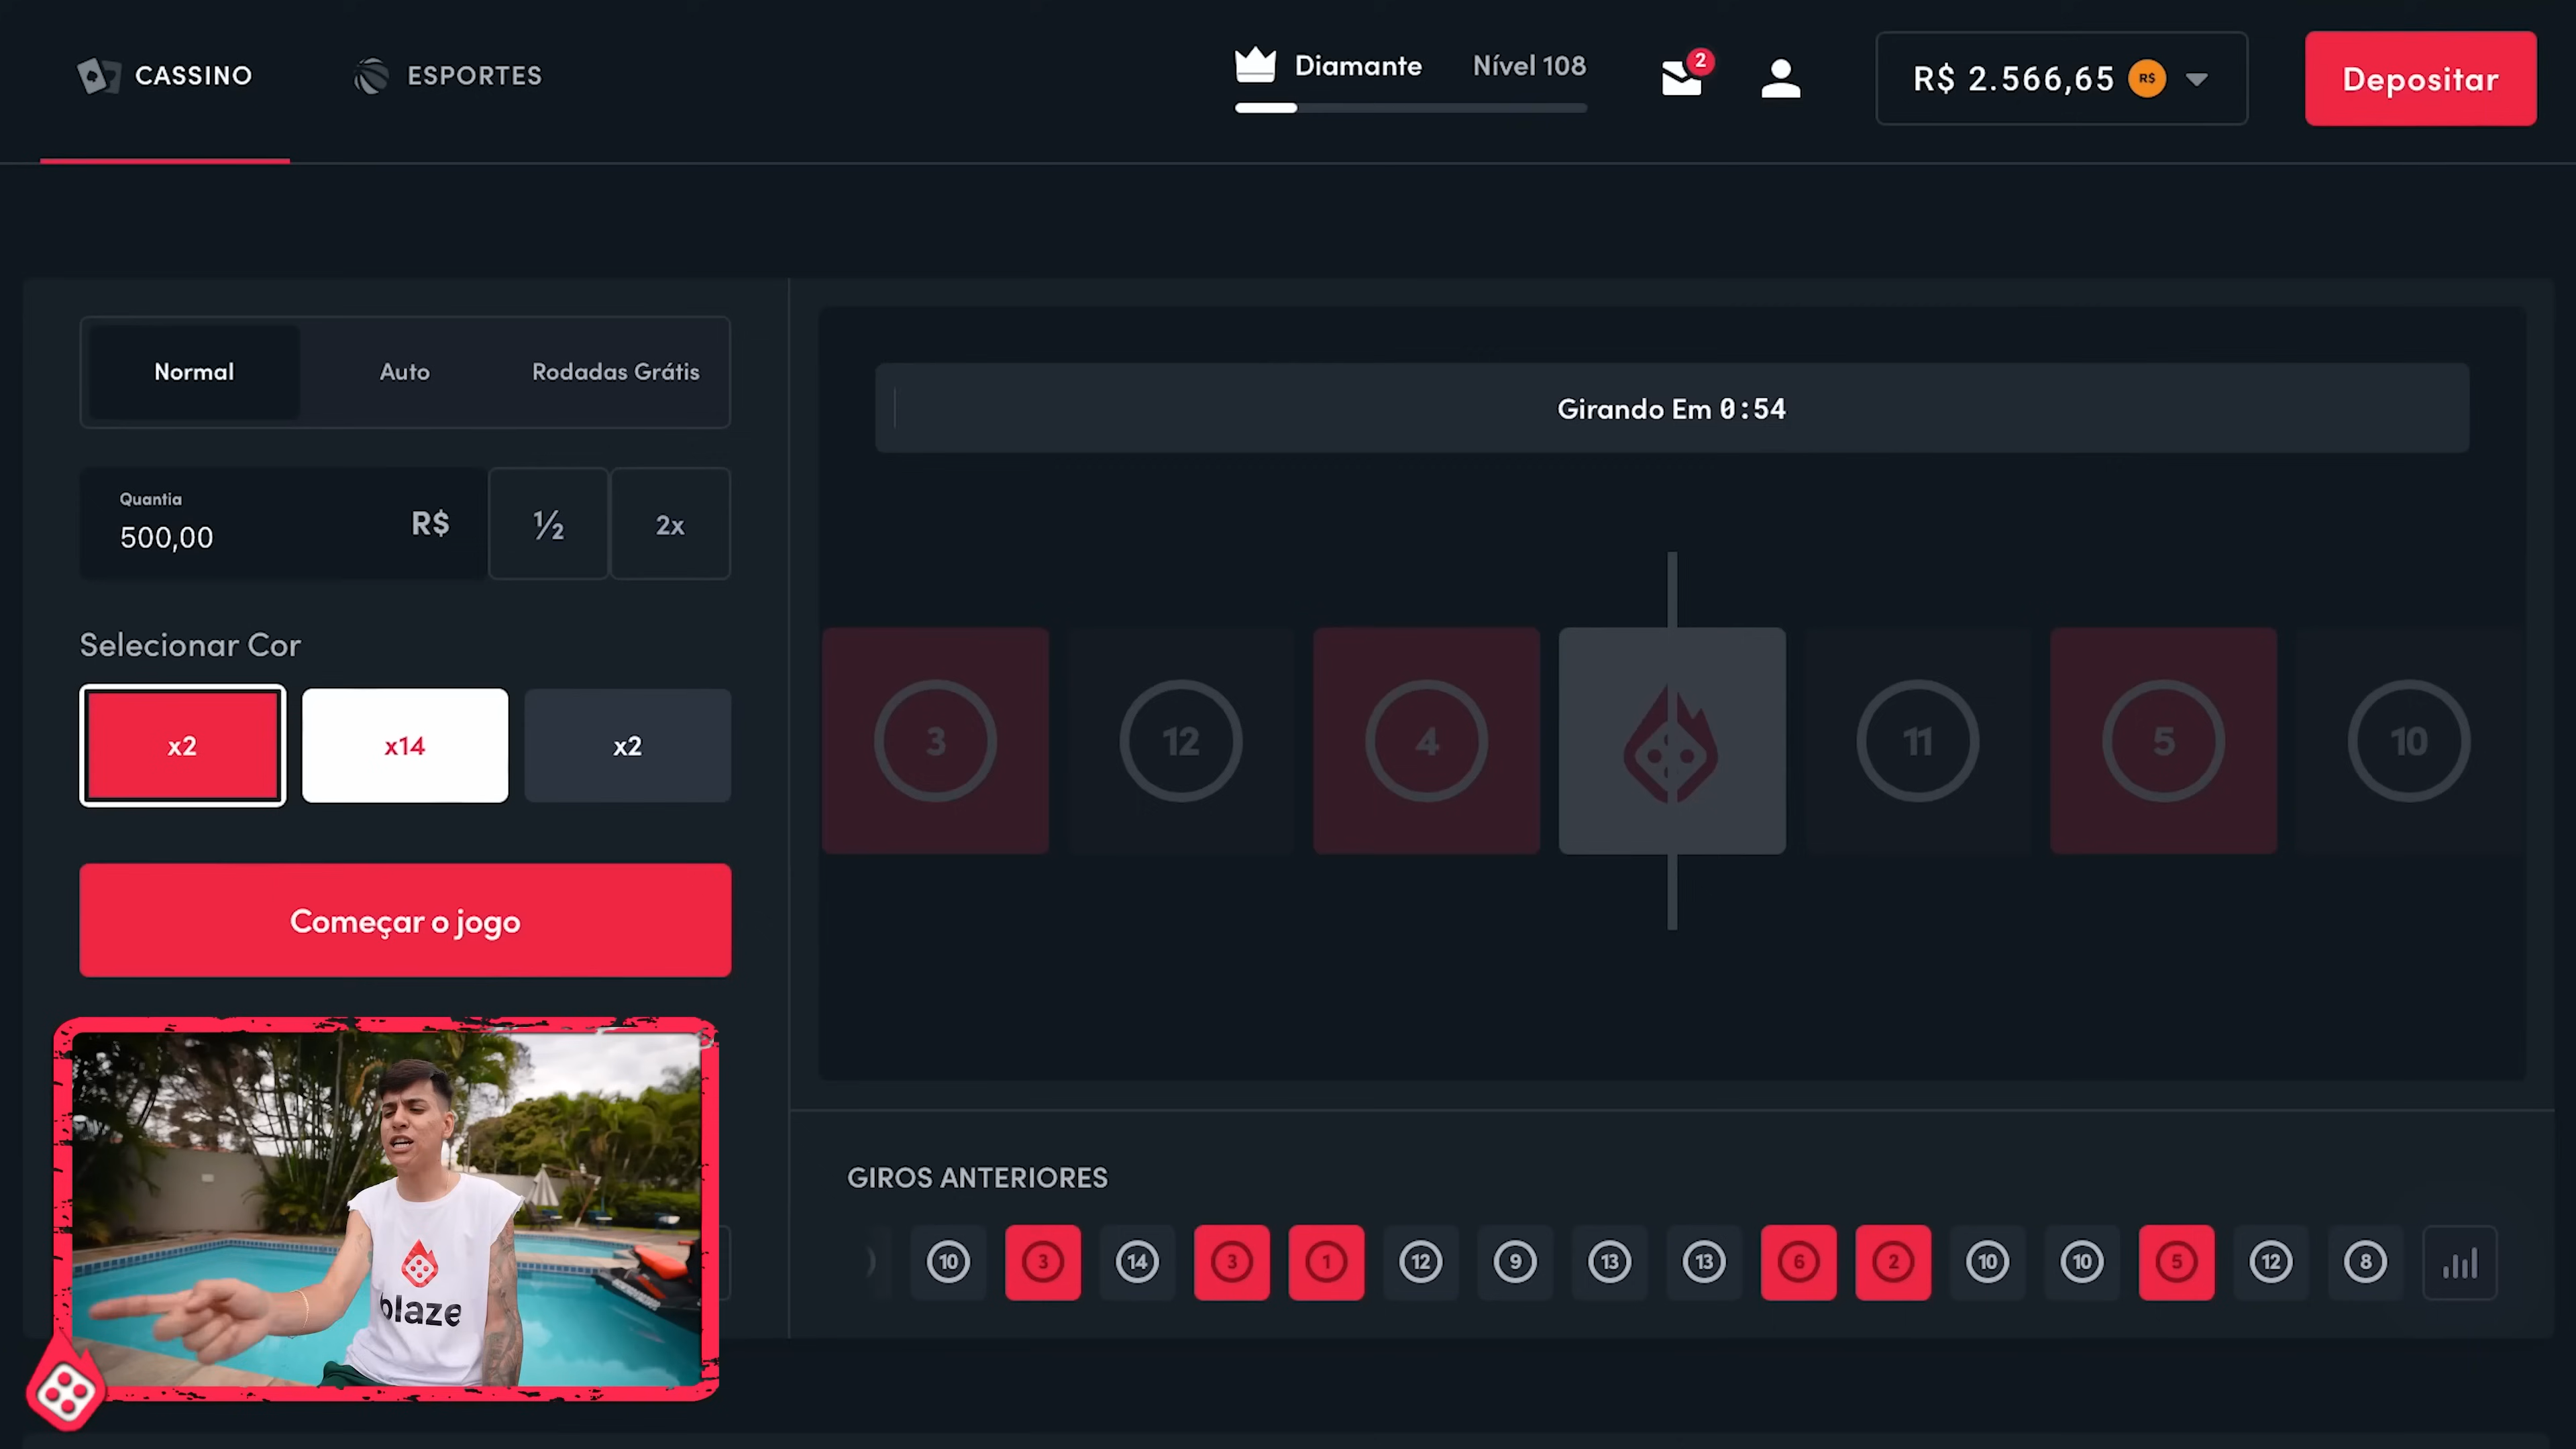 CASSINO
ESPORTES
Diamante
Nível 108
2
R$ 2.566,65
R$
Depositar
Normal
Auto
Rodadas Grátis
Quantia
500,00
R$
½
2x
Selecionar Cor
x2
x14
x2
Começar o jogo
Girando Em 0:54
3
12
4
11
5
10
GIROS ANTERIORES
10
3
14
3
1
12
9
13
13
6
2
10
10
5
12
8
blaze